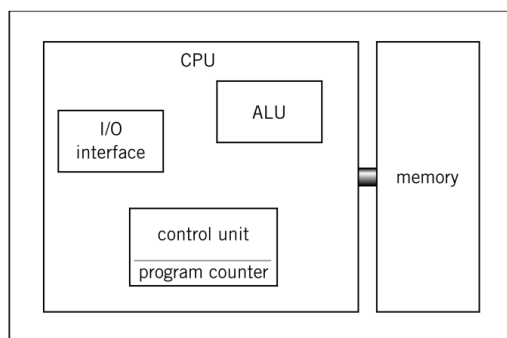 CPU
ALU
I/O
interface
memory
control unit
program counter